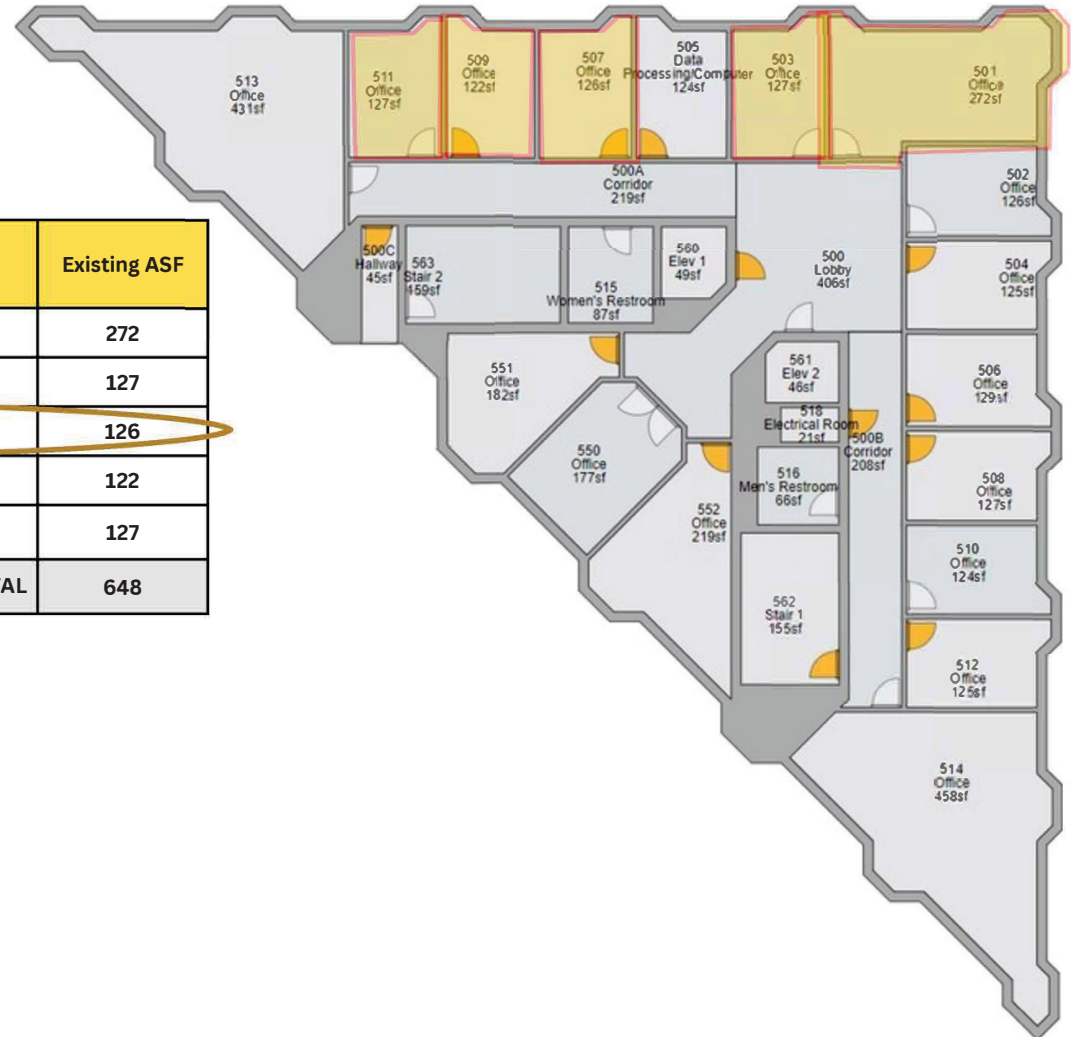 Existing ASF
272
127
126
122
127
TAL
648
513
Office
431sf
511
Office
127sf
509
Office
122sf
507
Office
126sf
505
Data
Processing/Computer
124sf
503
Office
127sf
501
Office
272sf
500A
Corridor
219sf
502
Office
126sf
500C
Hallway
45sf
563
Stair 2
159sf
515
Women's Restroom
87sf
560
Elev 1
49sf
500
Lobby
406sf
504
Office
125sf
551
Office
182sf
561
Elev 2
46sf
506
Office
129sf
518
Electrical Room
21sf
500B
Corridor
208sf
550
Office
177sf
516
Men's Restroom
66sf
508
Office
127sf
552
Office
219sf
510
Office
124sf
562
Stair 1
155sf
512
Office
125sf
514
Office
458sf